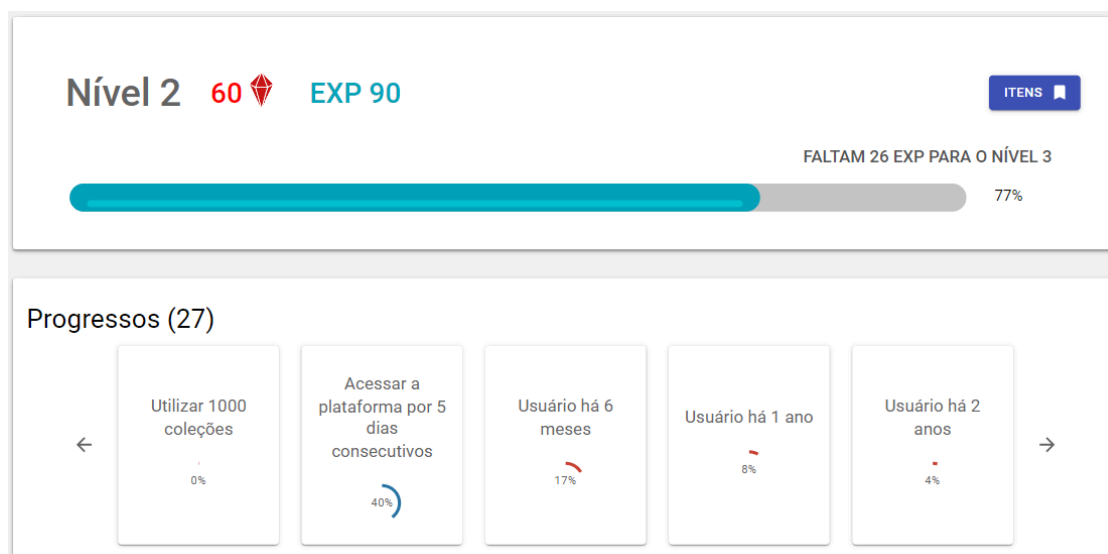 Nível 2 60 EXP 90
ITENS
FALTAM 26 EXP PARA O NÍVEL 3
77%
Progressos (27)
Utilizar 1000
coleções
0%
Acessar a
plataforma por 5
dias
consecutivos
40%
Usuário há 6
meses
17%
Usuário há 1 ano
8%
Usuário há 2
anos
4%